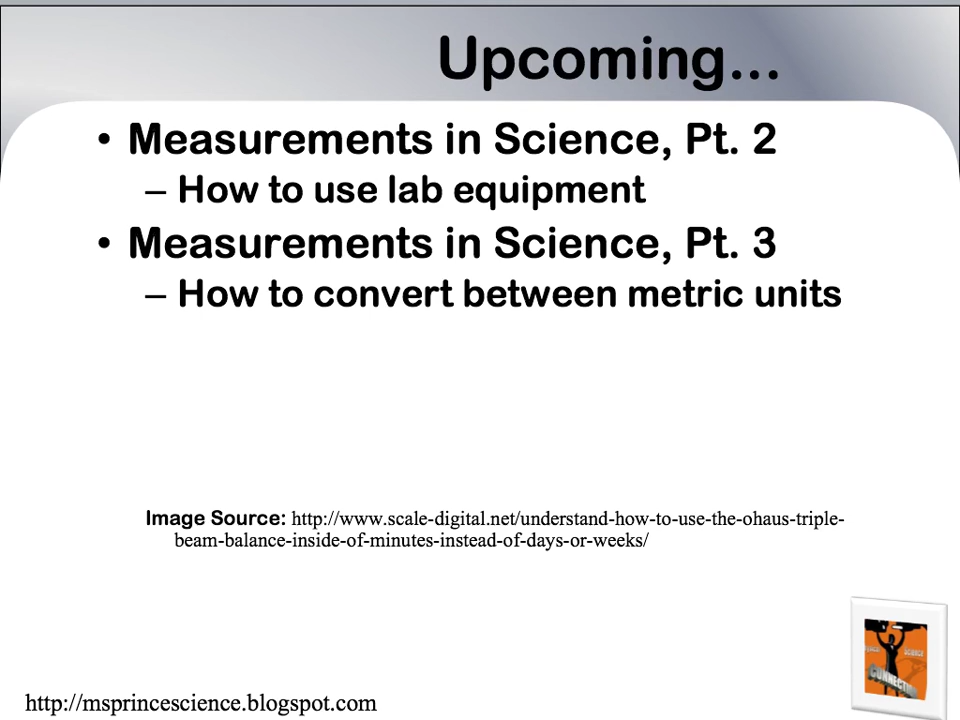 Upcoming...
• Measurements in Science, Pt. 2
– How to use lab equipment
• Measurements in Science, Pt. 3
– How to convert between metric units
Image Source: http://www.scale-digital.net/understand-how-to-use-the-ohaus-triple-
beam-balance-inside-of-minutes-instead-of-days-or-weeks/
SCIENCE
http://msprincescience.blogspot.com